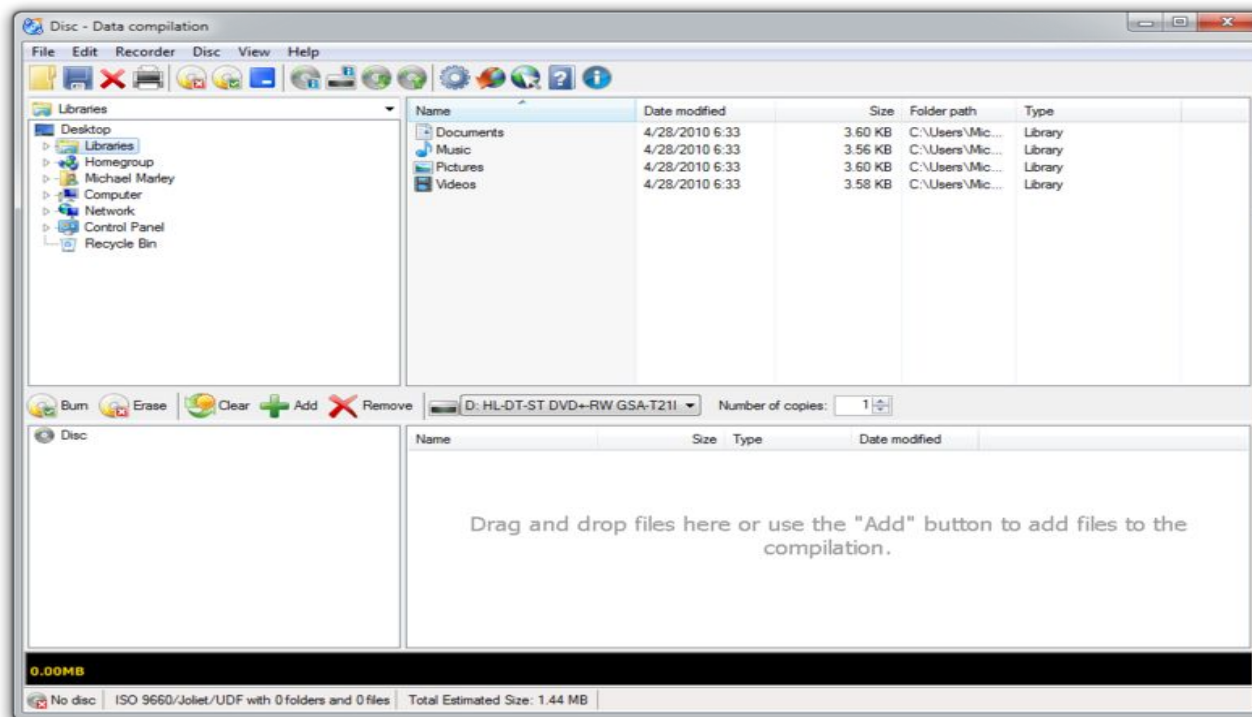 Disc - Data compilation
File Edit Recorder Disc View Help
Libraries
Desktop
Libraries
Homegroup
Michael Marley
Computer
Network
Control Panel
Recycle Bin
Name Date modified Size Folder path Type
Documents 4/28/2010 6:33 3.60 KB C:\Users\Mic... Library
Music 4/28/2010 6:33 3.56 KB C:\Users\Mic... Library
Pictures 4/28/2010 6:33 3.60 KB C:\Users\Mic... Library
Videos 4/28/2010 6:33 3.58 KB C:\Users\Mic... Library
Burn Erase Clear Add Remove D: HL-DT-ST DVD+-RW GSA-T21I Number of copies: 1
Disc
Name Size Type Date modified
Drag and drop files here or use the "Add" button to add files to the
compilation.
0.00MB
No disc ISO 9660/Joliet/UDF with 0 folders and 0 files Total Estimated Size: 1.44 MB